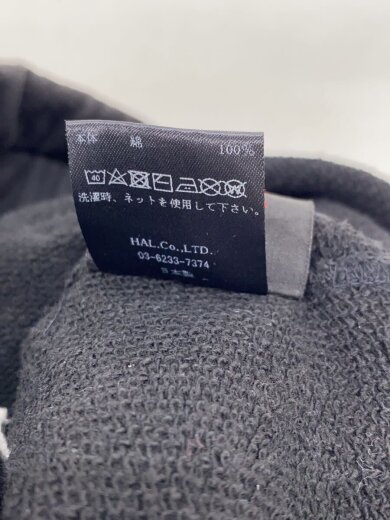 本体 綿 100%
40
洗濯時、ネットを使用して下さい。
HAL.Co.,LTD.
03-6233-7374
日本製